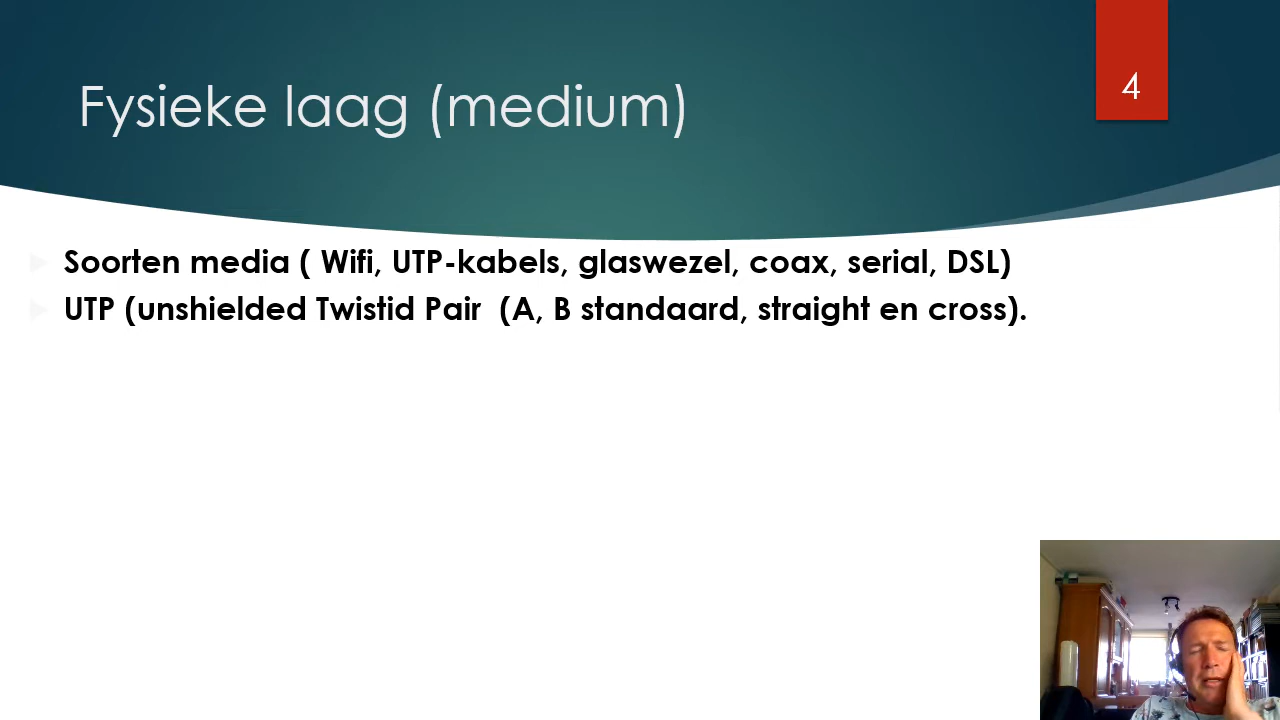 Fysieke laag (medium)
4
Soorten media ( Wifi, UTP-kabels, glaswezel, coax, serial, DSL)
UTP (unshielded Twistid Pair (A, B standaard, straight en cross).